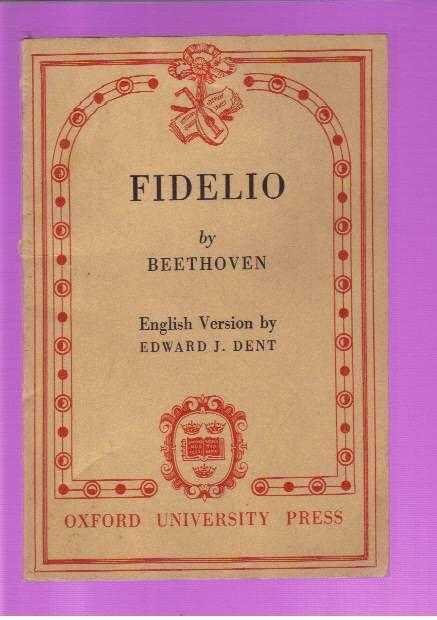 FIDELIO
by
BEETHOVEN
English Version by
EDWARD J. DENT
OXFORD UNIVERSITY PRESS